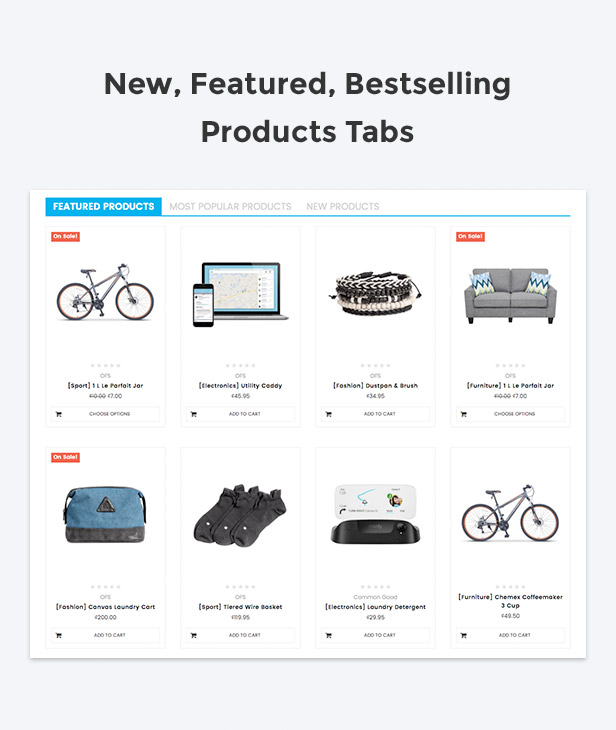 New, Featured, Bestselling
Products Tabs
FEATURED PRODUCTS MOST POPULAR PRODUCTS NEW PRODUCTS
On Sale!
On Sale!
OFS
[Sport] 1 L Le Parfait Jar
₡10.00 ₡7.00
CHOOSE OPTIONS
OFS
[Electronics] Utility Caddy
₡45.95
ADD TO CART
OFS
[Fashion] Dustpan & Brush
₡34.95
ADD TO CART
OFS
[Furniture] 1 L Le Parfait Jar
₡10.00 ₡7.00
CHOOSE OPTIONS
On Sale!
OFS
[Fashion] Canvas Laundry Cart
₡200.00
ADD TO CART
OFS
[Sport] Tiered Wire Basket
₡119.95
ADD TO CART
Common Good
[Electronics] Laundry Detergent
₡29.95
ADD TO CART
[Furniture] Chemex Coffeemaker
3 Cup
₡49.50
ADD TO CART